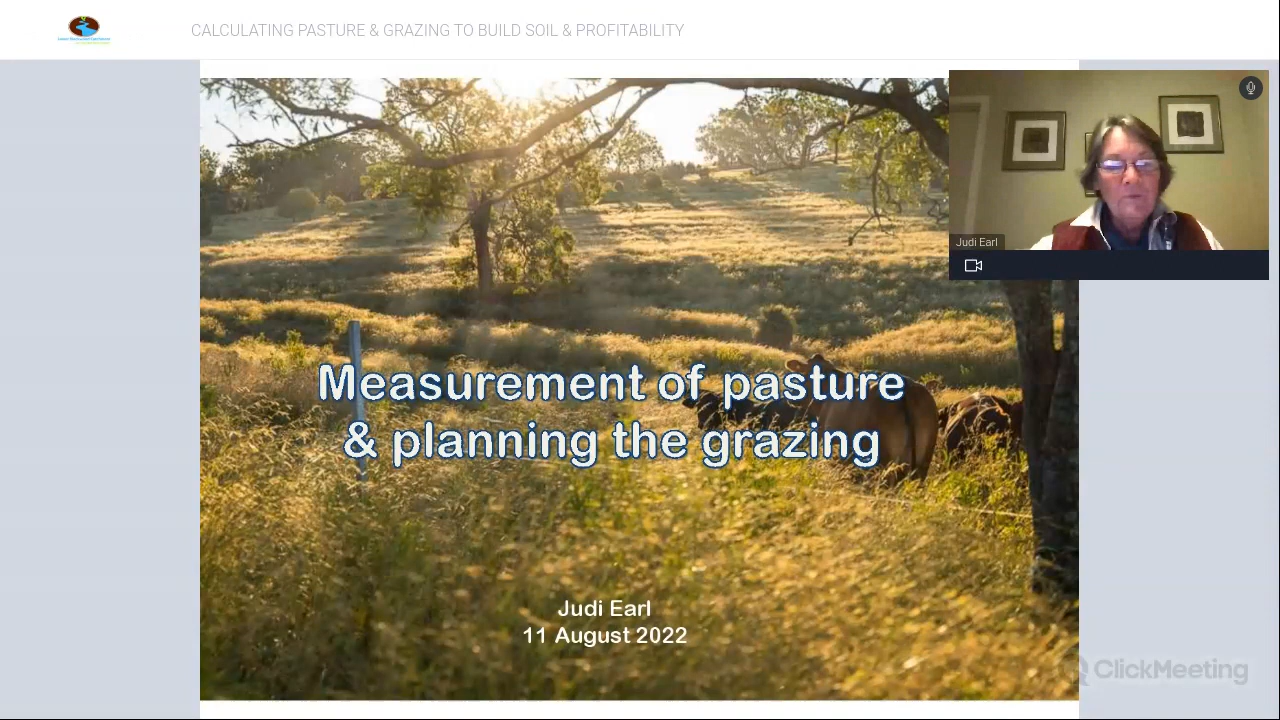 CALCULATING PASTURE & GRAZING TO BUILD SOIL & PROFITABILITY
Judi Earl
Measurement of pasture
& planning the grazing
Judi Earl
11 August 2022
ClickMeeting